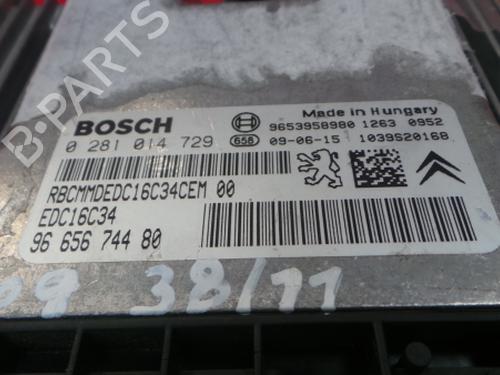 BOSCH
0 281 014 729
658
Made in Hungary
9653958980 1263 0952
09-06-15 1039S20168
RBCMMDEDC16C34CEM 00
EDC16C34
96 656 744 80
09 38/11
B-PARTS